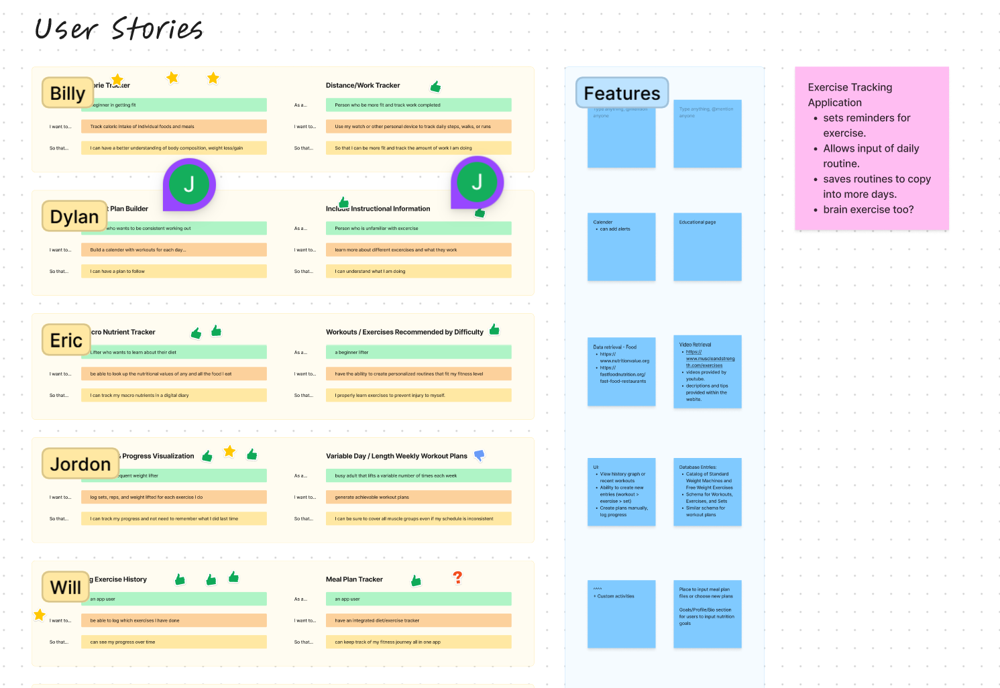 User Stories
Billy
orie Tracker
Distance/Work Tracker
eginner in getting fit
As a...
Person who be more fit and track work completed
I want to...
Track caloric intake of individual foods and meals
Use my watch or other personal device to track daily steps, walks, or runs
So that...
I can have a better understanding of body composition, weight loss/gain
So that I can be more fit and track the amount of work I am doing
J
J
Dylan
t Plan Builder
Include Instructional Information
who wants to be consistent working out
As a...
Person who is unfamiliar with excercise
I want to...
Build a calender with workouts for each day...
I want to...
learn more about different excercises and what they work
So that...
I can have a plan to follow
So that...
I can understand what I am doing
Eric
cro Nutrient Tracker
Workouts / Exercises Recommended by Difficulty
Lifter who wants to learn about their diet
As a...
a beginner lifter
I want to...
be able to look up the nutritional values of any and all the food I eat
I want to...
have the ability to create personalized routines that fit my fitness level
So that...
I can track my macro nutrients in a digital diary
So that...
I properly learn exercises to prevent injury to myself.
Jordon
& Progress Visualization
Variable Day / Length Weekly Workout Plans
equent weight lifter
As a...
busy adult that lifts a variable number of times each week
I want to...
log sets, reps, and weight lifted for each exercise I do
I want to...
generate achievable workout plans
So that...
I can track my progress and not need to remember what I did last time
So that...
I can be sure to cover all muscle groups even if my schedule is inconsistent
Will
g Exercise History
Meal Plan Tracker
?
an app user
As a...
an app user
I want to...
be able to log which exercises I have done
I want to...
have an integrated diet/exercise tracker
So that...
can see my progress over time
So that...
can keep track of my fitness journey all in one app
Features
Type anything, @mention
anyone
Type anything, @mention
anyone
Calender
• can add alerts
Educational page
Data retrieval - Food
• https://
www.nutritionvalue.org
• https://
fastfoodnutrition.org/
fast-food-restaurants
Video Retrieval
• https://
www.muscleandstreng
th.com/exercises
• videos provided by
youtube.
• decriptions and tips
provided within the
webite.
UI:
• View history graph or
recent workouts
• Ability to create new
entries (workout >
exercise > set)
• Create plans manually,
log progress
Database Entries:
• Catalog of Standard
Weight Machines and
Free Weight Exercises
• Schema for Workouts,
Exercises, and Sets
• Similar schema for
workout plans
^^^^
+ Custom activities
Place to input meal plan
files or choose new plans
Goals/Profile/Bio section
for users to input nutrition
goals
Exercise Tracking
Application
• sets reminders for
exercise.
• Allows input of daily
routine.
• saves routines to copy
into more days.
• brain exercise too?